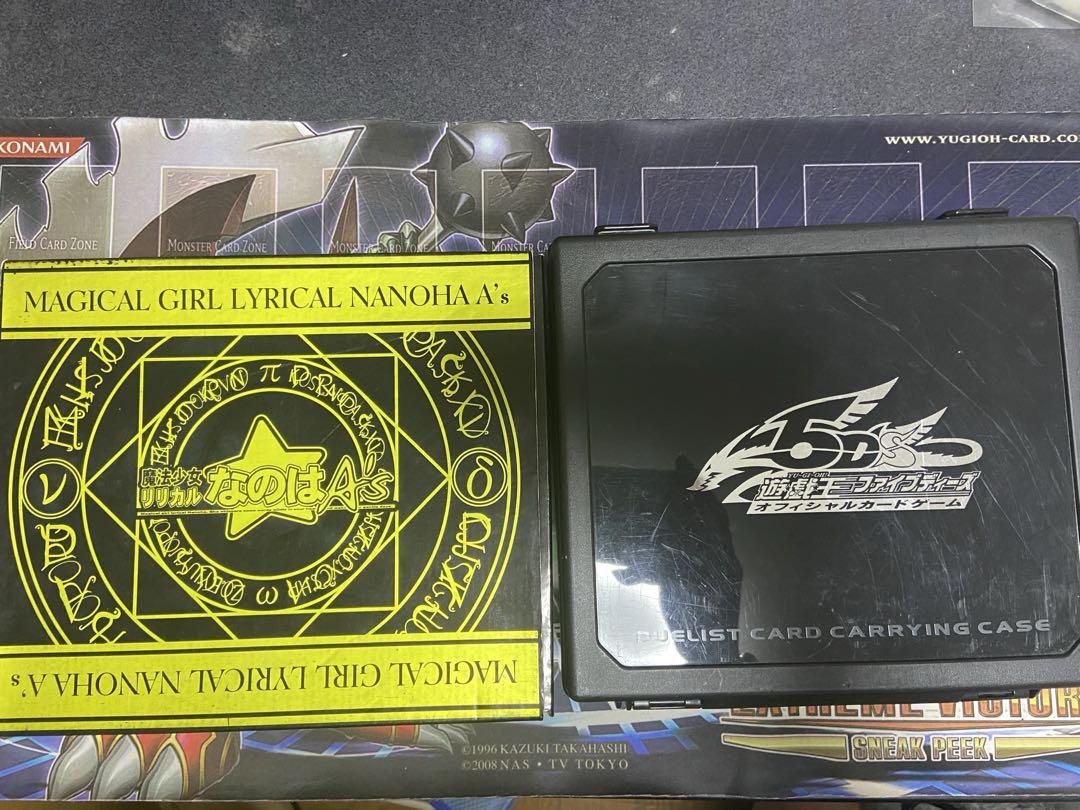 KONAMI
WWW.YUGIOH-CARD.CO
FIELD CARD ZONE
MONSTER CARD ZONE
MONSTER CARD ZONE
MONSTER CA
MAGICAL GIRL LYRICAL NANOHA A's
魔法少女
リリカル
なのは A's
MAGICAL GIRL LYRICAL NANOHA A's
5D's
YU-GI-OH!
遊戯王ファイブディーズ
オフィシャルカードゲーム
DUELIST CARD CARRYING CASE
EXTREME VICTOR
SNEAK PEEK
©1996 KAZUKI TAKAHASHI
©2008 NAS • TV TOKYO